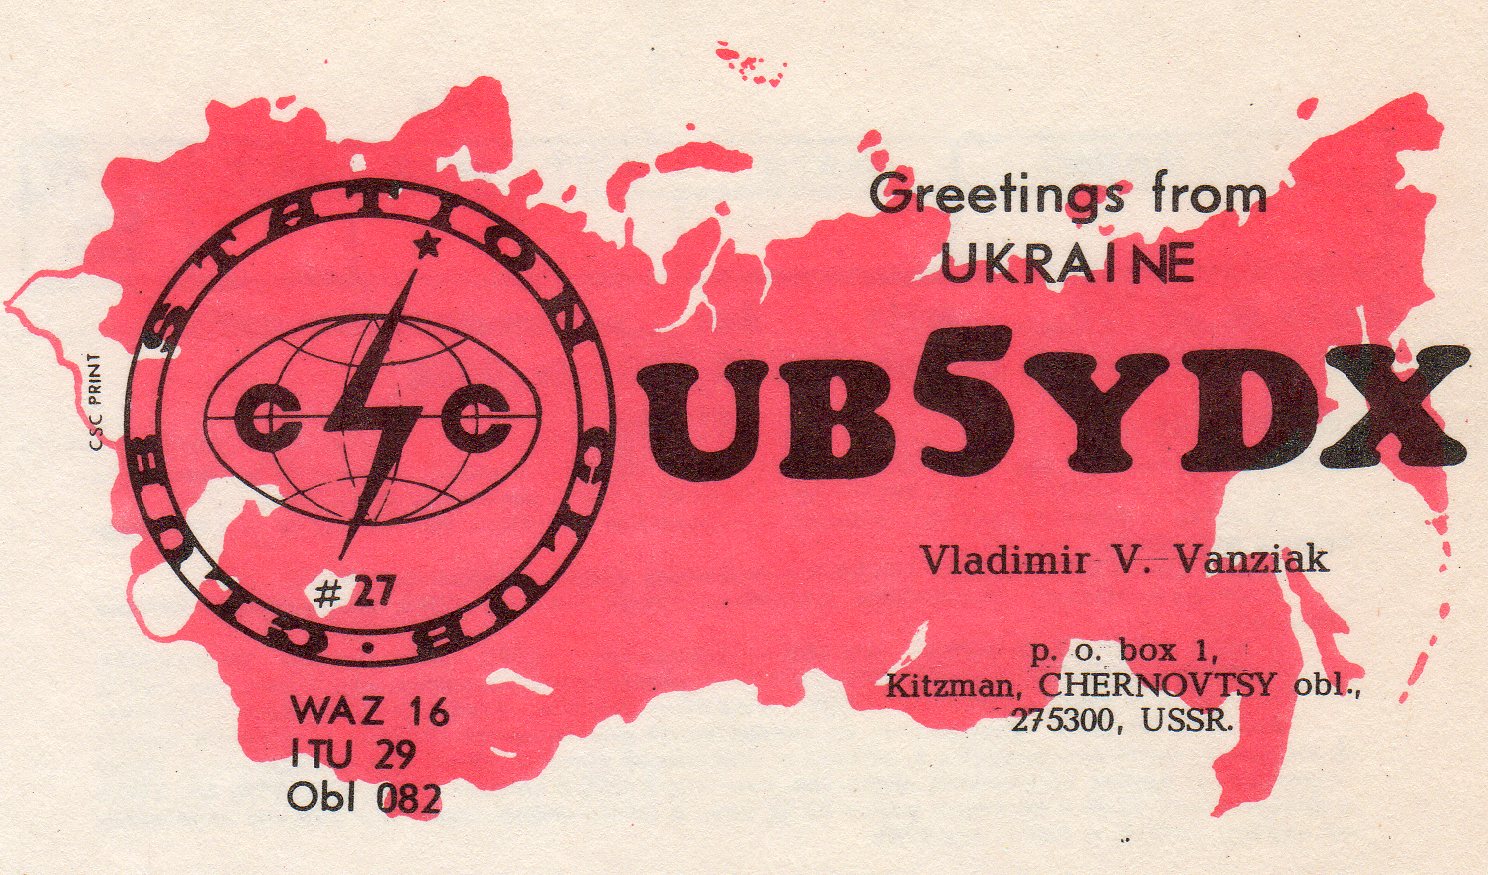 CLUB STATION CLUB
CSC
# 27
CSC PRINT
WAZ 16
ITU 29
Obl 082
Greetings from
UKRAINE
UB5YDX
Vladimir V. Vanziak
p. o. box 1,
Kitzman, CHERNOVTSY obl.,
275300, USSR.